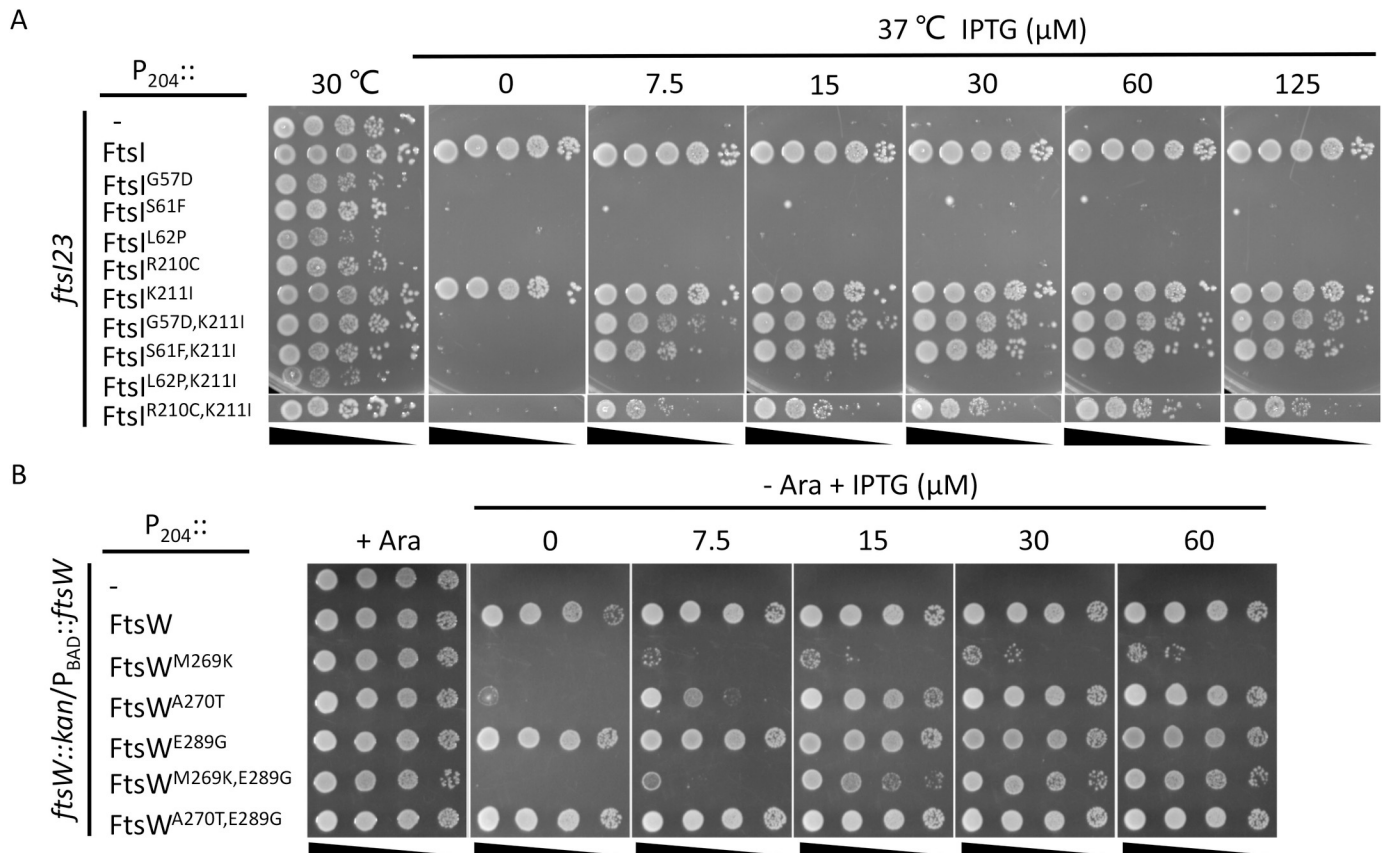 A
37 ℃ IPTG (μM)
P204::
30 ℃ 0 7.5 15 30 60 125
ftsI23
-
FtsI
FtsIG57D
FtsIS61F
FtsIL62P
FtsIR210C
FtsIK211I
FtsIG57D,K211I
FtsIS61F,K211I
FtsIL62P,K211I
FtsIR210C,K211I
B
- Ara + IPTG (μM)
P204::
+ Ara 0 7.5 15 30 60
ftsW::kan/PBAD::ftsW
-
FtsW
FtsWM269K
FtsWA270T
FtsWE289G
FtsWM269K,E289G
FtsWA270T,E289G